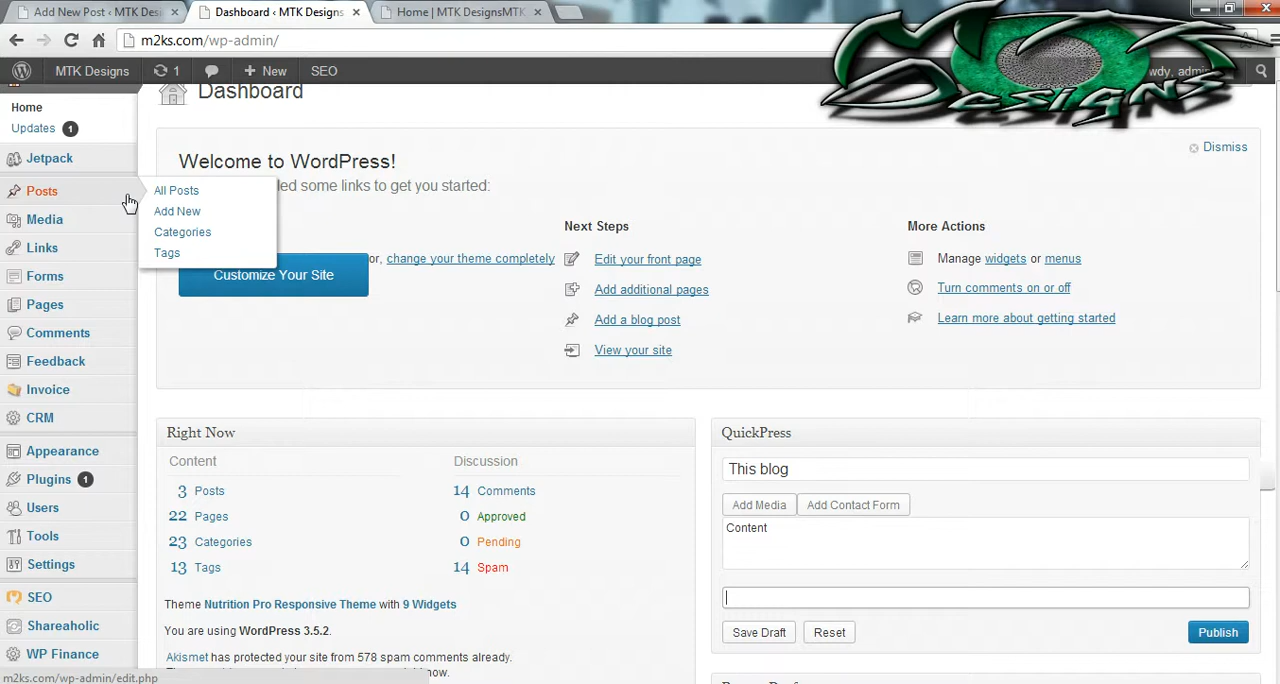 Add New Post ‹ MTK Desi
Dashboard ‹ MTK Designs
Home | MTK DesignsMTK
m2ks.com/wp-admin/
MTK Designs
1
+ New
SEO
MTK
Designs
Home
Updates 1
Jetpack
Posts
Media
Links
Forms
Pages
Comments
Feedback
Invoice
CRM
Appearance
Plugins 1
Users
Tools
Settings
SEO
Shareaholic
WP Finance
All Posts
Add New
Categories
Tags
Dashboard
Welcome to WordPress!
Dismiss
led some links to get you started:
Customize Your Site
or, change your theme completely
Next Steps
Edit your front page
Add additional pages
Add a blog post
View your site
More Actions
Manage widgets or menus
Turn comments on or off
Learn more about getting started
Right Now
Content
3 Posts
22 Pages
23 Categories
13 Tags
Discussion
14 Comments
0 Approved
0 Pending
14 Spam
Theme Nutrition Pro Responsive Theme with 9 Widgets
You are using WordPress 3.5.2.
Akismet has protected your site from 578 spam comments already.
QuickPress
This blog
Add Media
Add Contact Form
Content
Save Draft
Reset
Publish
m2ks.com/wp-admin/edit.php